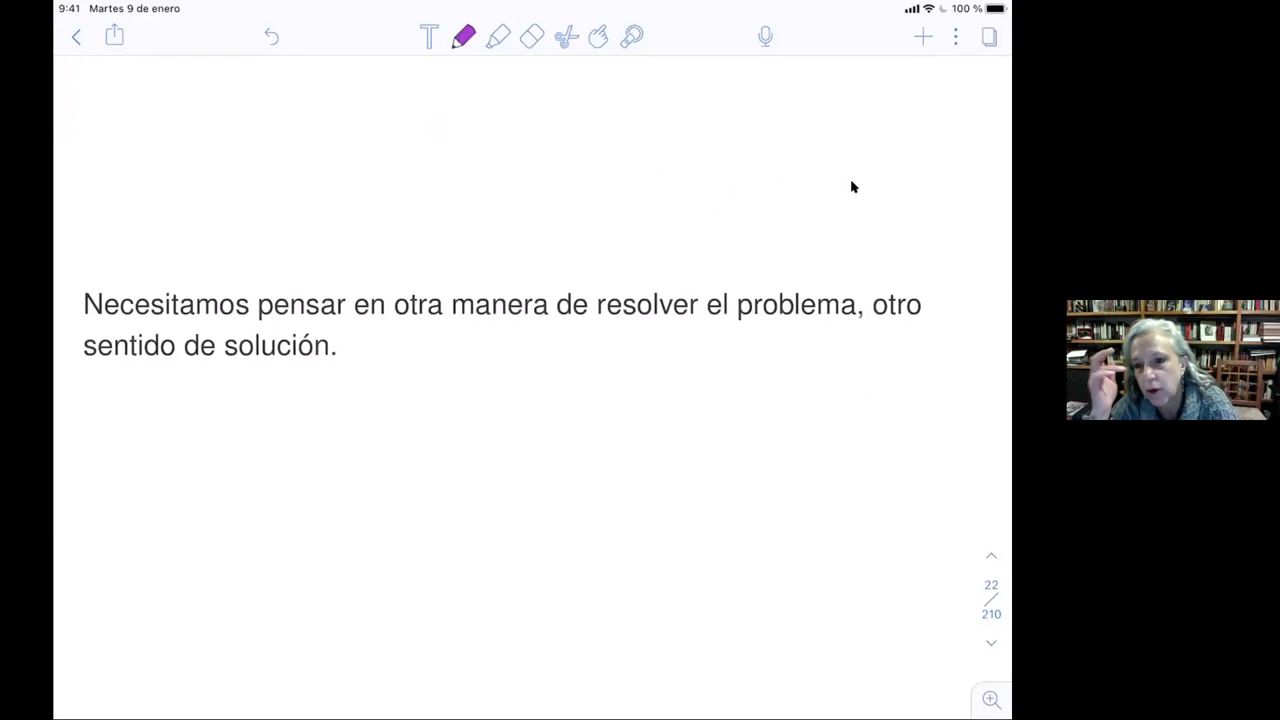 9:41 Martes 9 de enero
100 %
T
Necesitamos pensar en otra manera de resolver el problema, otro
sentido de solución.
22
210